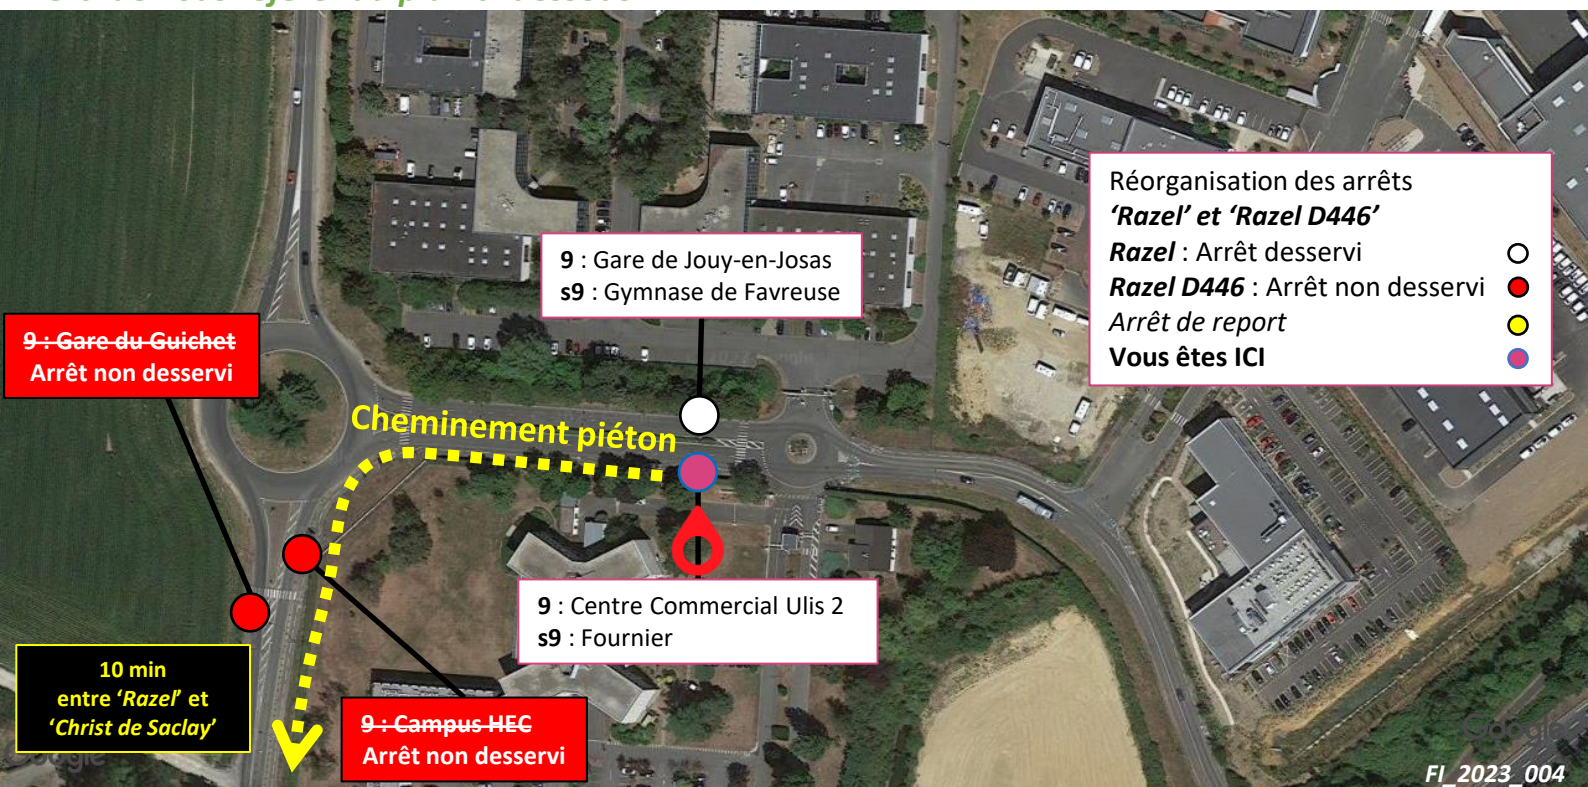 Réorganisation des arrêts
‘Razel’ et ‘Razel D446’
Razel : Arrêt desservi
Razel D446 : Arrêt non desservi
Arrêt de report
Vous êtes ICI
9 : Gare de Jouy-en-Josas
s9 : Gymnase de Favreuse
9 : Gare du Guichet
Arrêt non desservi
Cheminement piéton
9 : Centre Commercial Ulis 2
s9 : Fournier
10 min
entre ‘Razel’ et
‘Christ de Saclay’
9 : Campus HEC
Arrêt non desservi
Google
Google
FI_2023_004